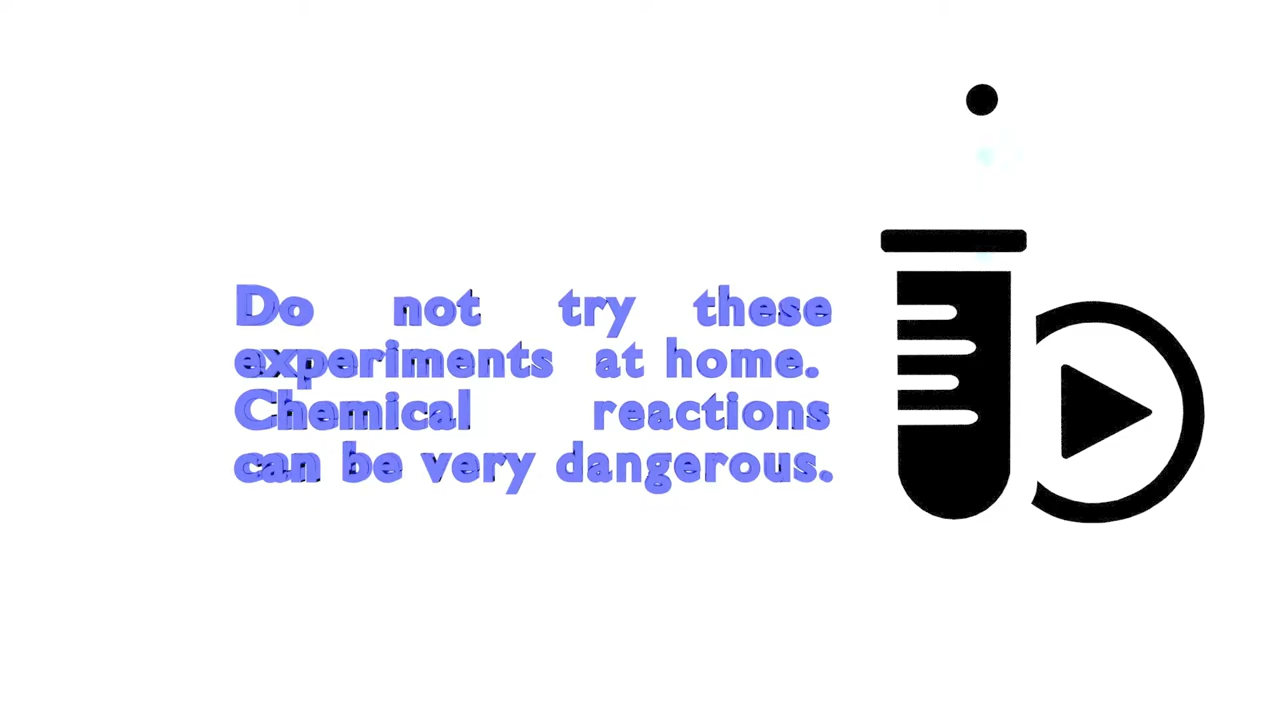 Do not try these
experiments at home.
Chemical reactions
can be very dangerous.